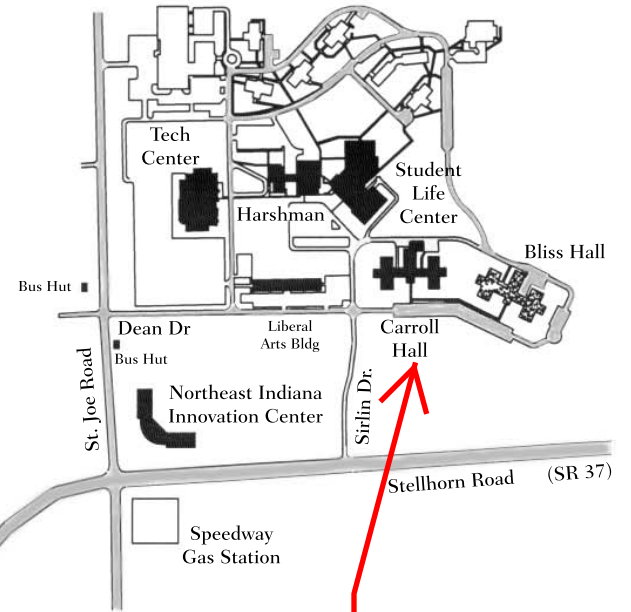 Tech
Center
Student
Life
Center
Harshman
Bliss Hall
Bus Hut
Dean Dr
Liberal
Arts Bldg
Carroll
Hall
Bus Hut
St. Joe Road
Sirlin Dr.
Northeast Indiana
Innovation Center
Stellhorn Road
(SR 37)
Speedway
Gas Station